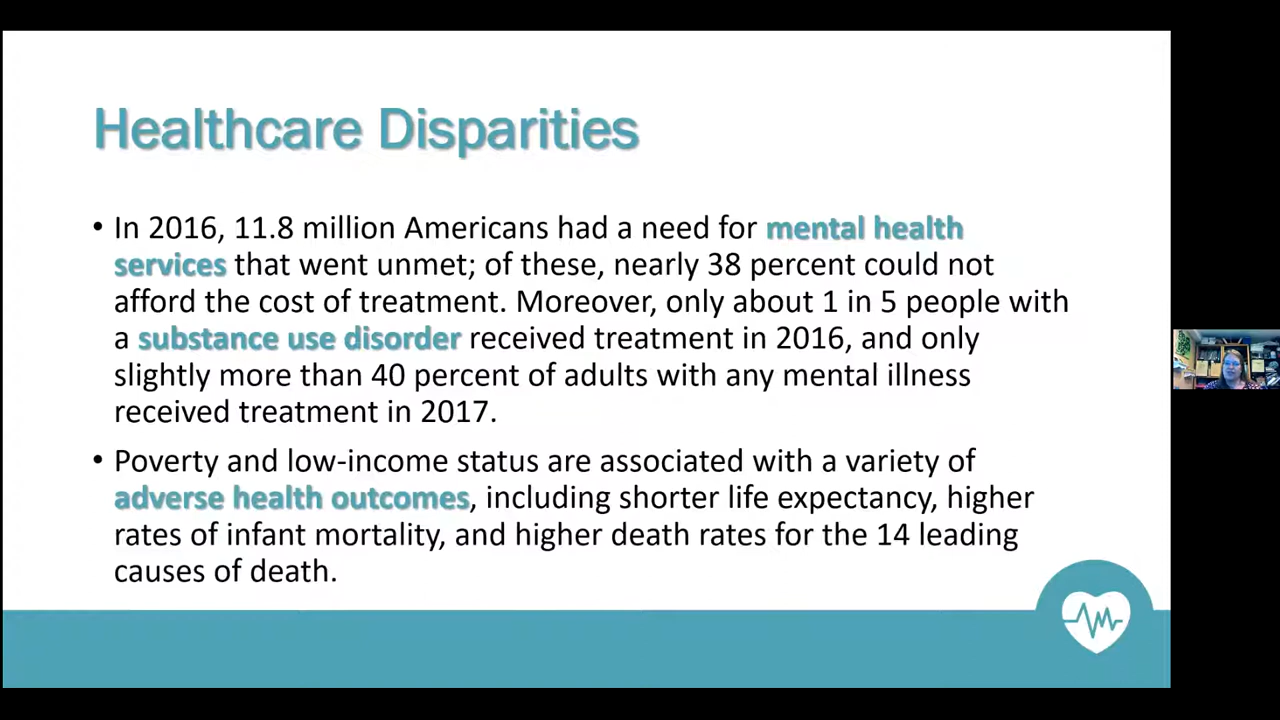 Healthcare Disparities
• In 2016, 11.8 million Americans had a need for mental health
services that went unmet; of these, nearly 38 percent could not
afford the cost of treatment. Moreover, only about 1 in 5 people with
a substance use disorder received treatment in 2016, and only
slightly more than 40 percent of adults with any mental illness
received treatment in 2017.
• Poverty and low-income status are associated with a variety of
adverse health outcomes, including shorter life expectancy, higher
rates of infant mortality, and higher death rates for the 14 leading
causes of death.